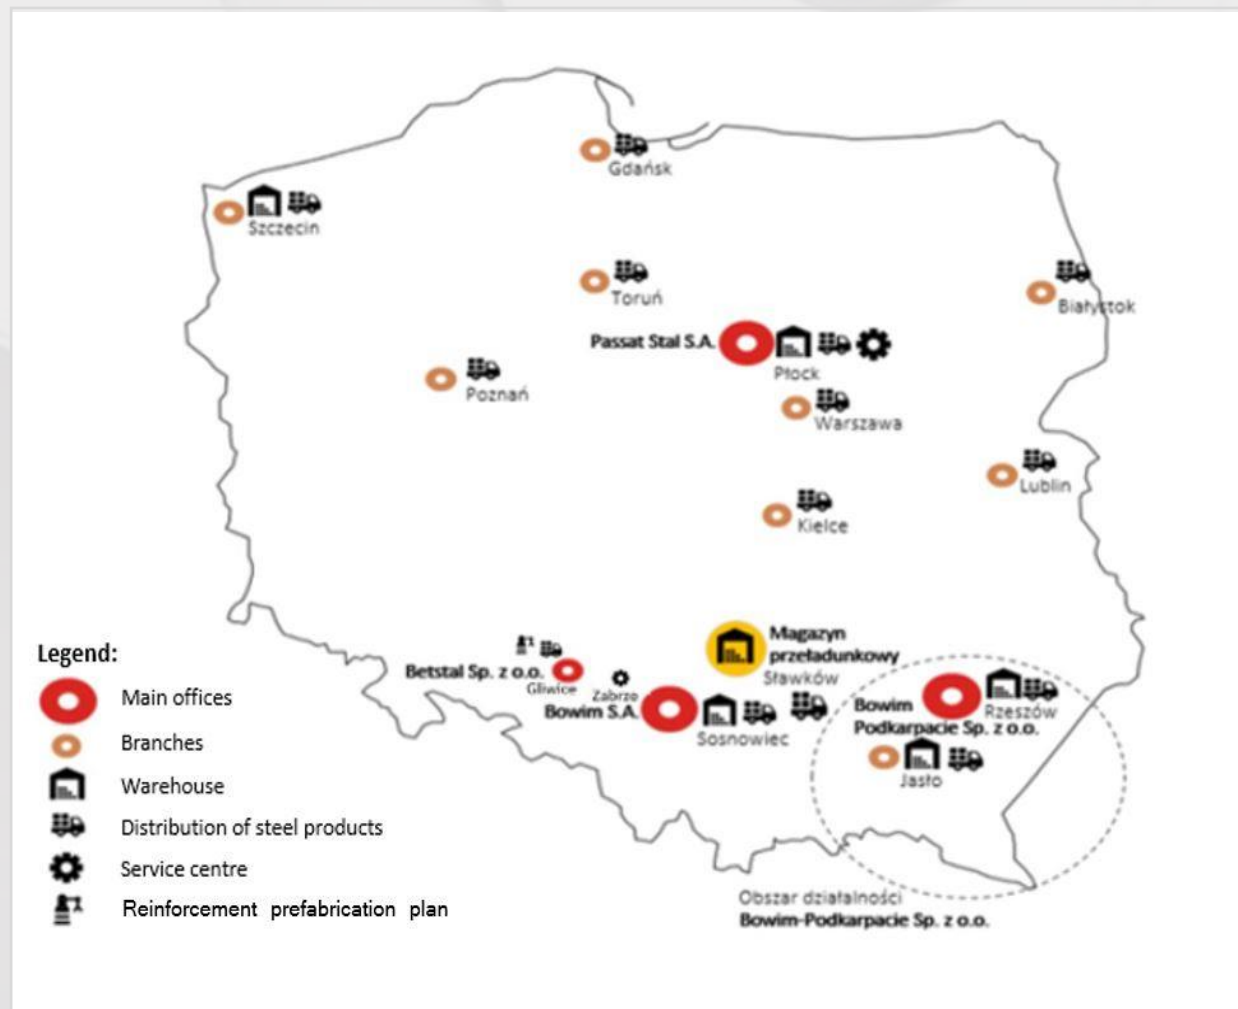 Gdańsk
Szczecin
Toruń
Białystok
Passat Stal S.A.
Płock
Poznań
Warszawa
Lublin
Kielce
Magazyn
przeładunkowy
Sławków
Betstal Sp. z o.o.
Gliwice
Zabrze
Bowim S.A.
Sosnowiec
Bowim
Podkarpacie Sp. z o.o.
Rzeszów
Jasło
Obszar działalności
Bowim-Podkarpacie Sp. z o.o.
Legend:
Main offices
Branches
Warehouse
Distribution of steel products
Service centre
Reinforcement prefabrication plan